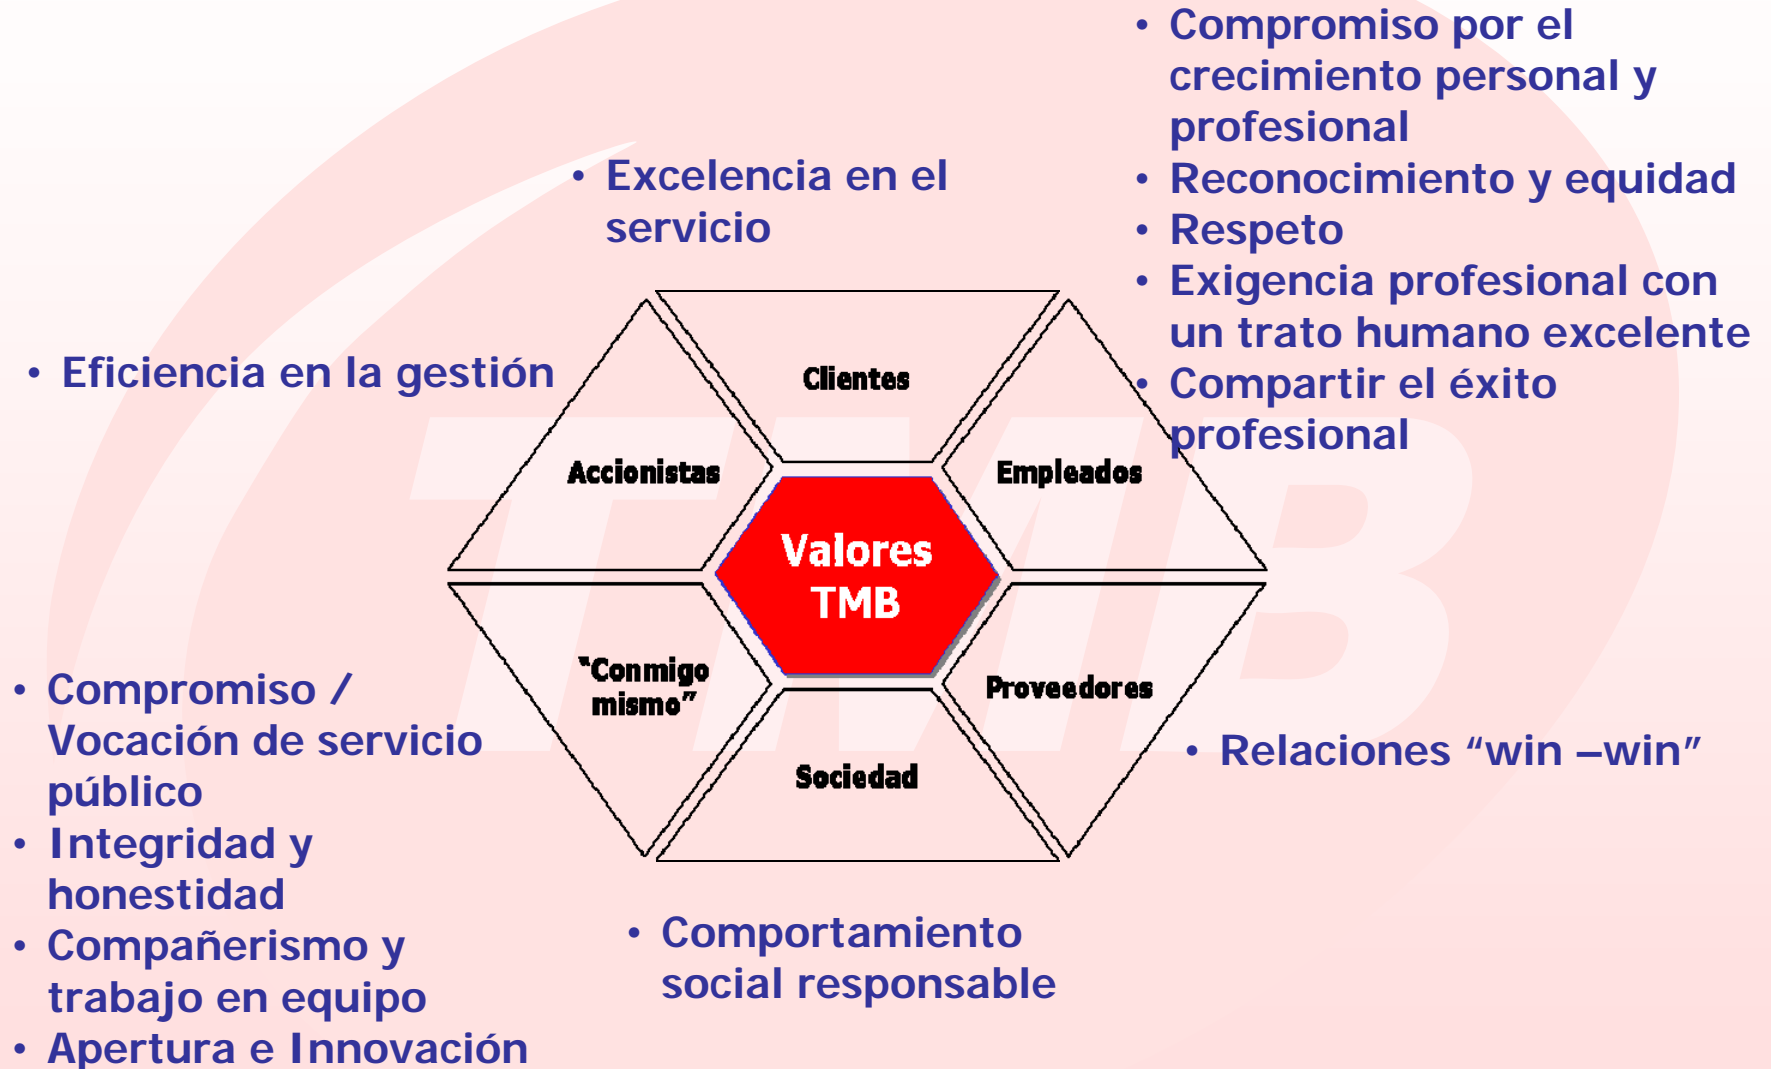 • Compromiso por el
crecimiento personal y
profesional
• Reconocimiento y equidad
• Respeto
• Exigencia profesional con
un trato humano excelente
• Compartir el éxito
profesional
• Excelencia en el
servicio
• Eficiencia en la gestión
Clientes
Accionistas
Empleados
Valores
TMB
"Conmigo
mismo"
Proveedores
Sociedad
• Compromiso /
Vocación de servicio
público
• Integridad y
honestidad
• Compañerismo y
trabajo en equipo
• Apertura e Innovación
• Relaciones “win –win”
• Comportamiento
social responsable
TMB